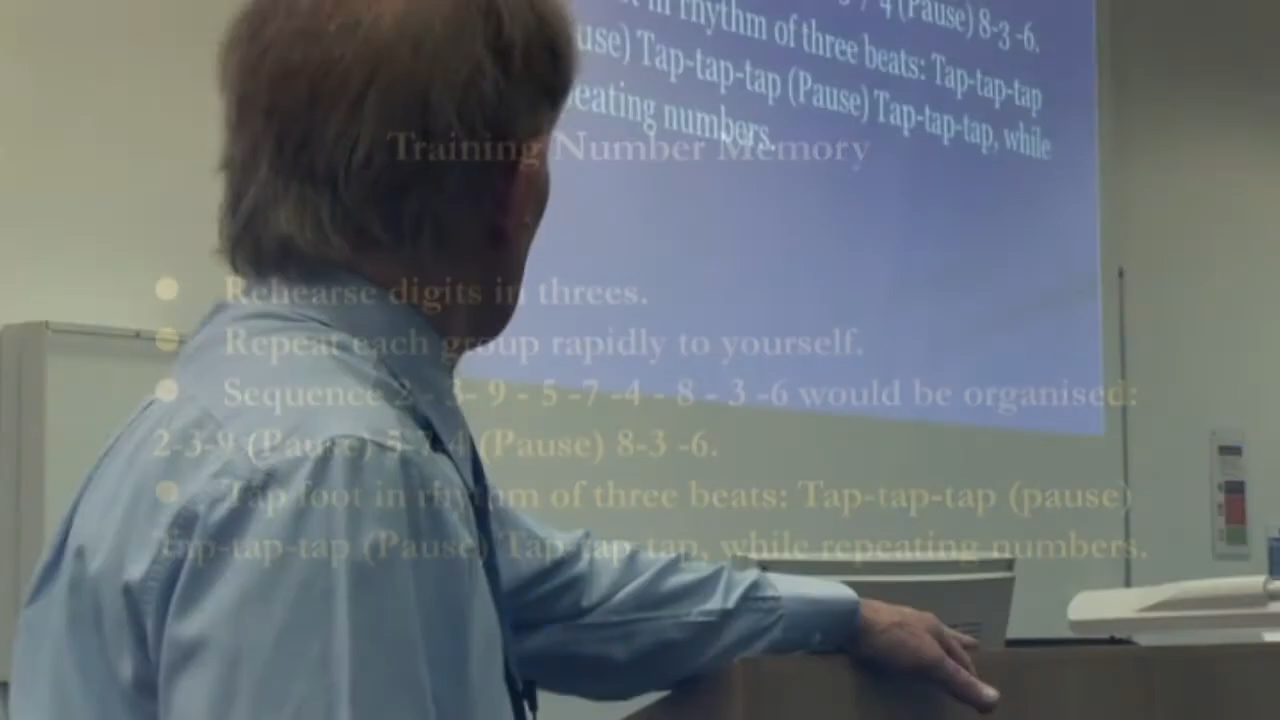 7-4 (Pause) 8-3 -6.
in rhythm of three beats: Tap-tap-tap
use) Tap-tap-tap (Pause) Tap-tap-tap, while
eating numbers.
Training Number Memory
● Rehearse digits in threes.
● Repeat each group rapidly to yourself.
● Sequence 2 - 3- 9 - 5 -7 -4 - 8 - 3 -6 would be organised:
2-3-9 (Pause) 5-7-4 (Pause) 8-3 -6.
● Tap foot in rhythm of three beats: Tap-tap-tap (pause)
Tap-tap-tap (Pause) Tap-tap-tap, while repeating numbers.